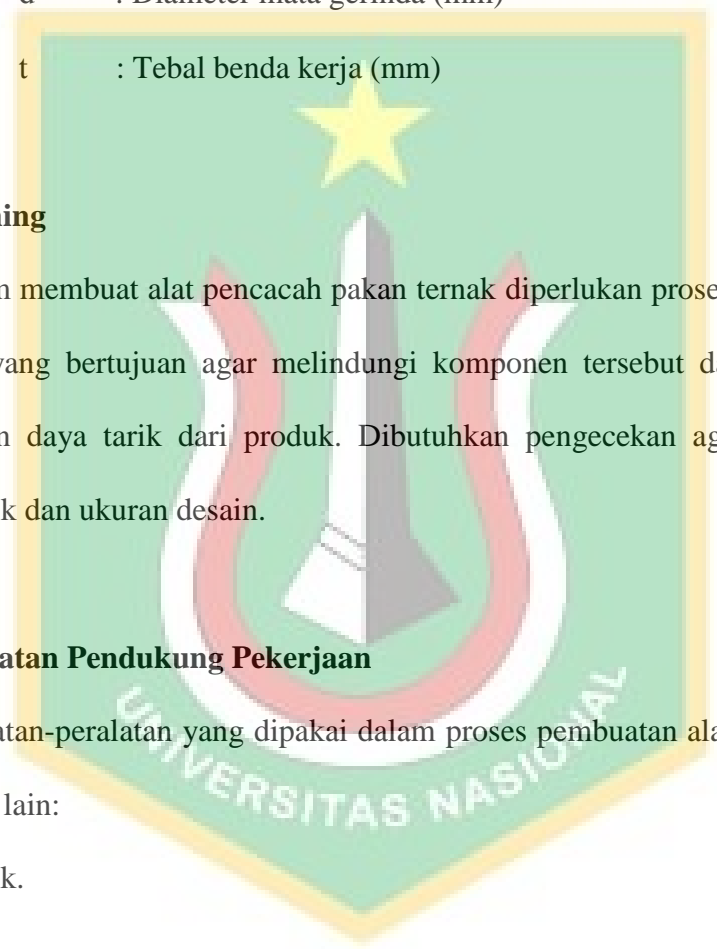 d : Diameter mata gerinda (mm)
t : Tebal benda kerja (mm)
ning
n membuat alat pencacah pakan ternak diperlukan prose
yang bertujuan agar melindungi komponen tersebut da
n daya tarik dari produk. Dibutuhkan pengecekan ag
k dan ukuran desain.
atan Pendukung Pekerjaan
atan-peralatan yang dipakai dalam proses pembuatan ala
lain:
k.
UNIVERSITAS NASIONAL